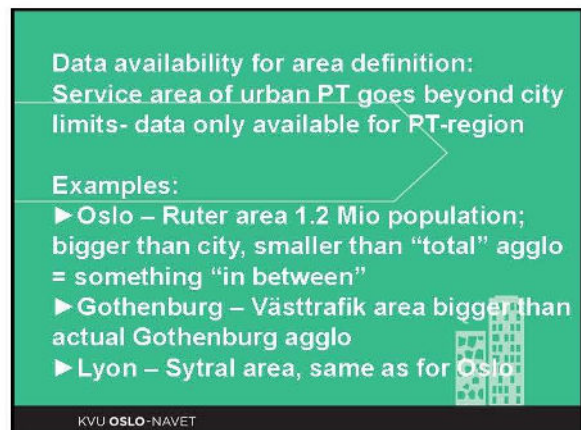 Data availability for area definition:
Service area of urban PT goes beyond city
limits- data only available for PT-region
Examples:
►Oslo – Ruter area 1.2 Mio population;
bigger than city, smaller than “total” agglo
= something “in between”
►Gothenburg – Västtrafik area bigger than
actual Gothenburg agglo
►Lyon – Sytral area, same as for Oslo
KVU OSLO-NAVET